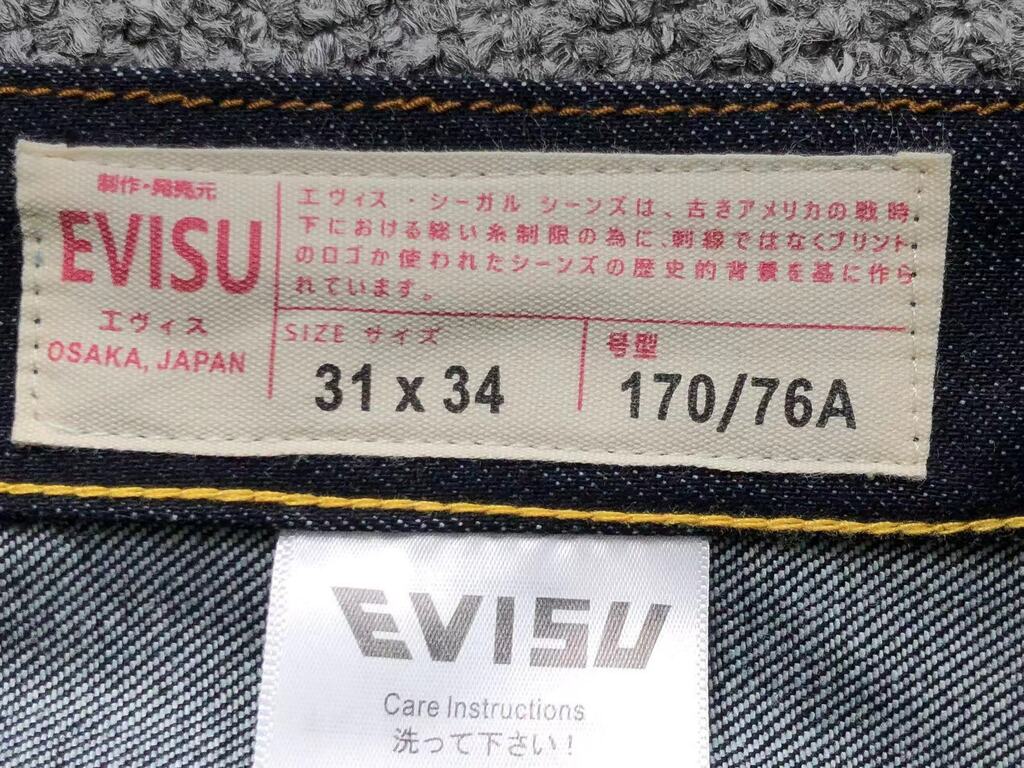 制作・発売元
EVISU
エヴィス
OSAKA, JAPAN
エヴィス・シーガル シーンズは、古きアメリカの戦時
下における総い糸制限の為に、刺線ではなくプリント
のロゴか使われたシーンズの歴史的背景を基に作ら
れています。
SIZE サイズ
31 x 34
号型
170/76A
EVISU
Care Instructions
洗って下さい!